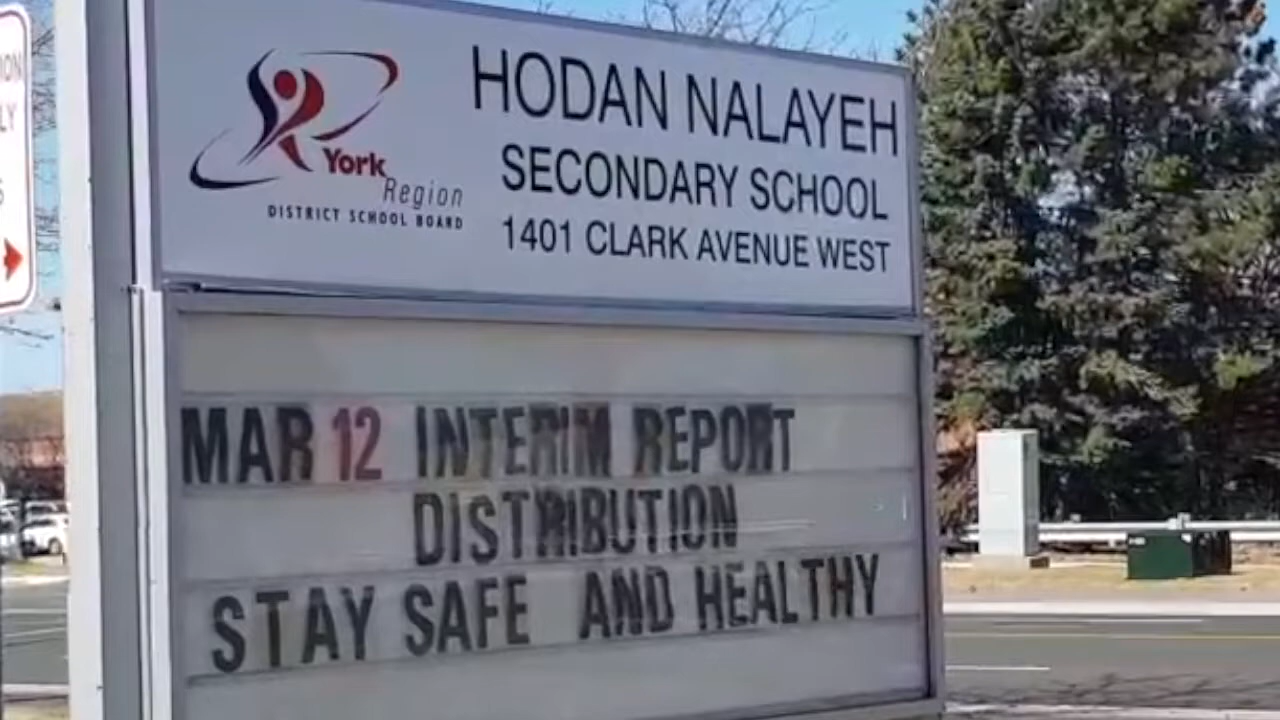 HODAN NALAYEH
SECONDARY SCHOOL
1401 CLARK AVENUE WEST
York
Region
DISTRICT SCHOOL BOARD
MAR 12 INTERIM REPORT
DISTRIBUTION
STAY SAFE AND HEALTHY